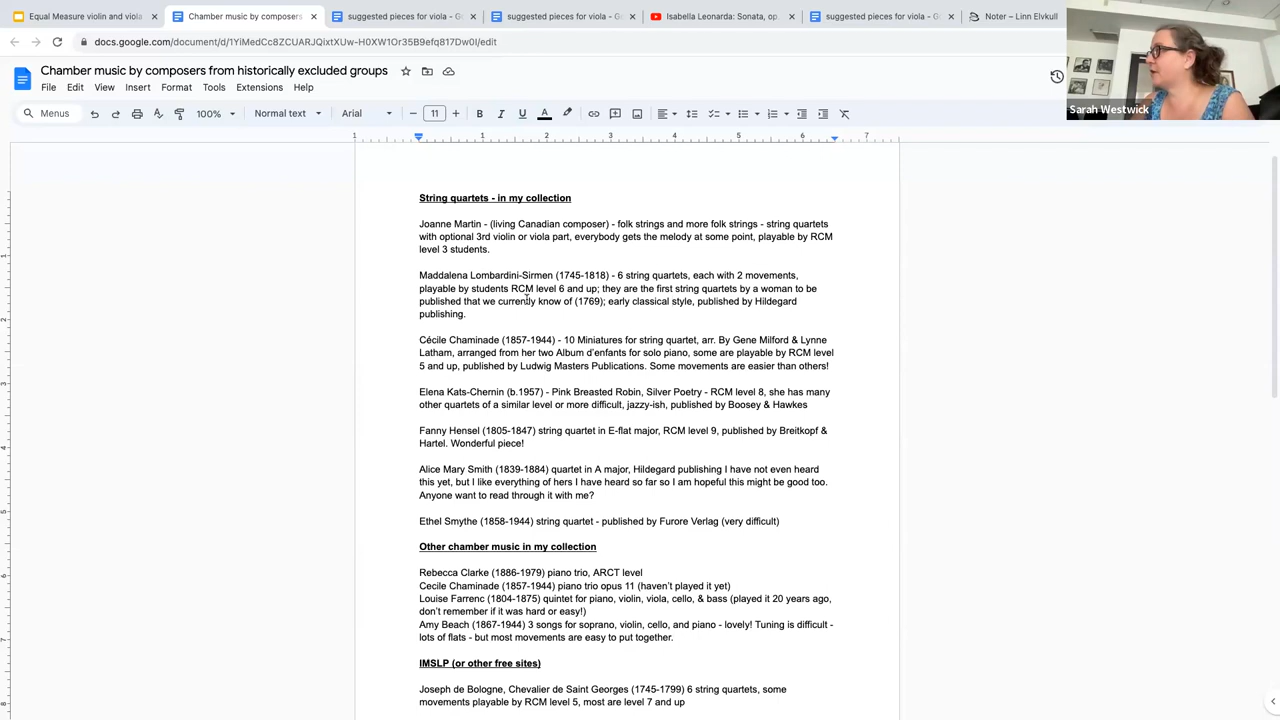 Equal Measure violin and viola
Chamber music by composers
suggested pieces for viola - G
suggested pieces for viola - G
Isabella Leonarda: Sonata, op.
suggested pieces for viola - G
Noter – Linn Elvkull
docs.google.com/document/d/1YiMedCc8ZCUARJQixtXUw-H0XW1Or35B9efq817Dw0I/edit
Chamber music by composers from historically excluded groups
File Edit View Insert Format Tools Extensions Help
Menus 100% Normal text Arial 11
Sarah Westwick
1 1 2 3 4 5 6 7
String quartets - in my collection
Joanne Martin - (living Canadian composer) - folk strings and more folk strings - string quartets
with optional 3rd violin or viola part, everybody gets the melody at some point, playable by RCM
level 3 students.
Maddalena Lombardini-Sirmen (1745-1818) - 6 string quartets, each with 2 movements,
playable by students RCM level 6 and up; they are the first string quartets by a woman to be
published that we currently know of (1769); early classical style, published by Hildegard
publishing.
Cécile Chaminade (1857-1944) - 10 Miniatures for string quartet, arr. By Gene Milford & Lynne
Latham, arranged from her two Album d'enfants for solo piano, some are playable by RCM level
5 and up, published by Ludwig Masters Publications. Some movements are easier than others!
Elena Kats-Chernin (b.1957) - Pink Breasted Robin, Silver Poetry - RCM level 8, she has many
other quartets of a similar level or more difficult, jazzy-ish, published by Boosey & Hawkes
Fanny Hensel (1805-1847) string quartet in E-flat major, RCM level 9, published by Breitkopf &
Hartel. Wonderful piece!
Alice Mary Smith (1839-1884) quartet in A major, Hildegard publishing I have not even heard
this yet, but I like everything of hers I have heard so far so I am hopeful this might be good too.
Anyone want to read through it with me?
Ethel Smythe (1858-1944) string quartet - published by Furore Verlag (very difficult)
Other chamber music in my collection
Rebecca Clarke (1886-1979) piano trio, ARCT level
Cecile Chaminade (1857-1944) piano trio opus 11 (haven't played it yet)
Louise Farrenc (1804-1875) quintet for piano, violin, viola, cello, & bass (played it 20 years ago,
don't remember if it was hard or easy!)
Amy Beach (1867-1944) 3 songs for soprano, violin, cello, and piano - lovely! Tuning is difficult -
lots of flats - but most movements are easy to put together.
IMSLP (or other free sites)
Joseph de Bologne, Chevalier de Saint Georges (1745-1799) 6 string quartets, some
movements playable by RCM level 5, most are level 7 and up